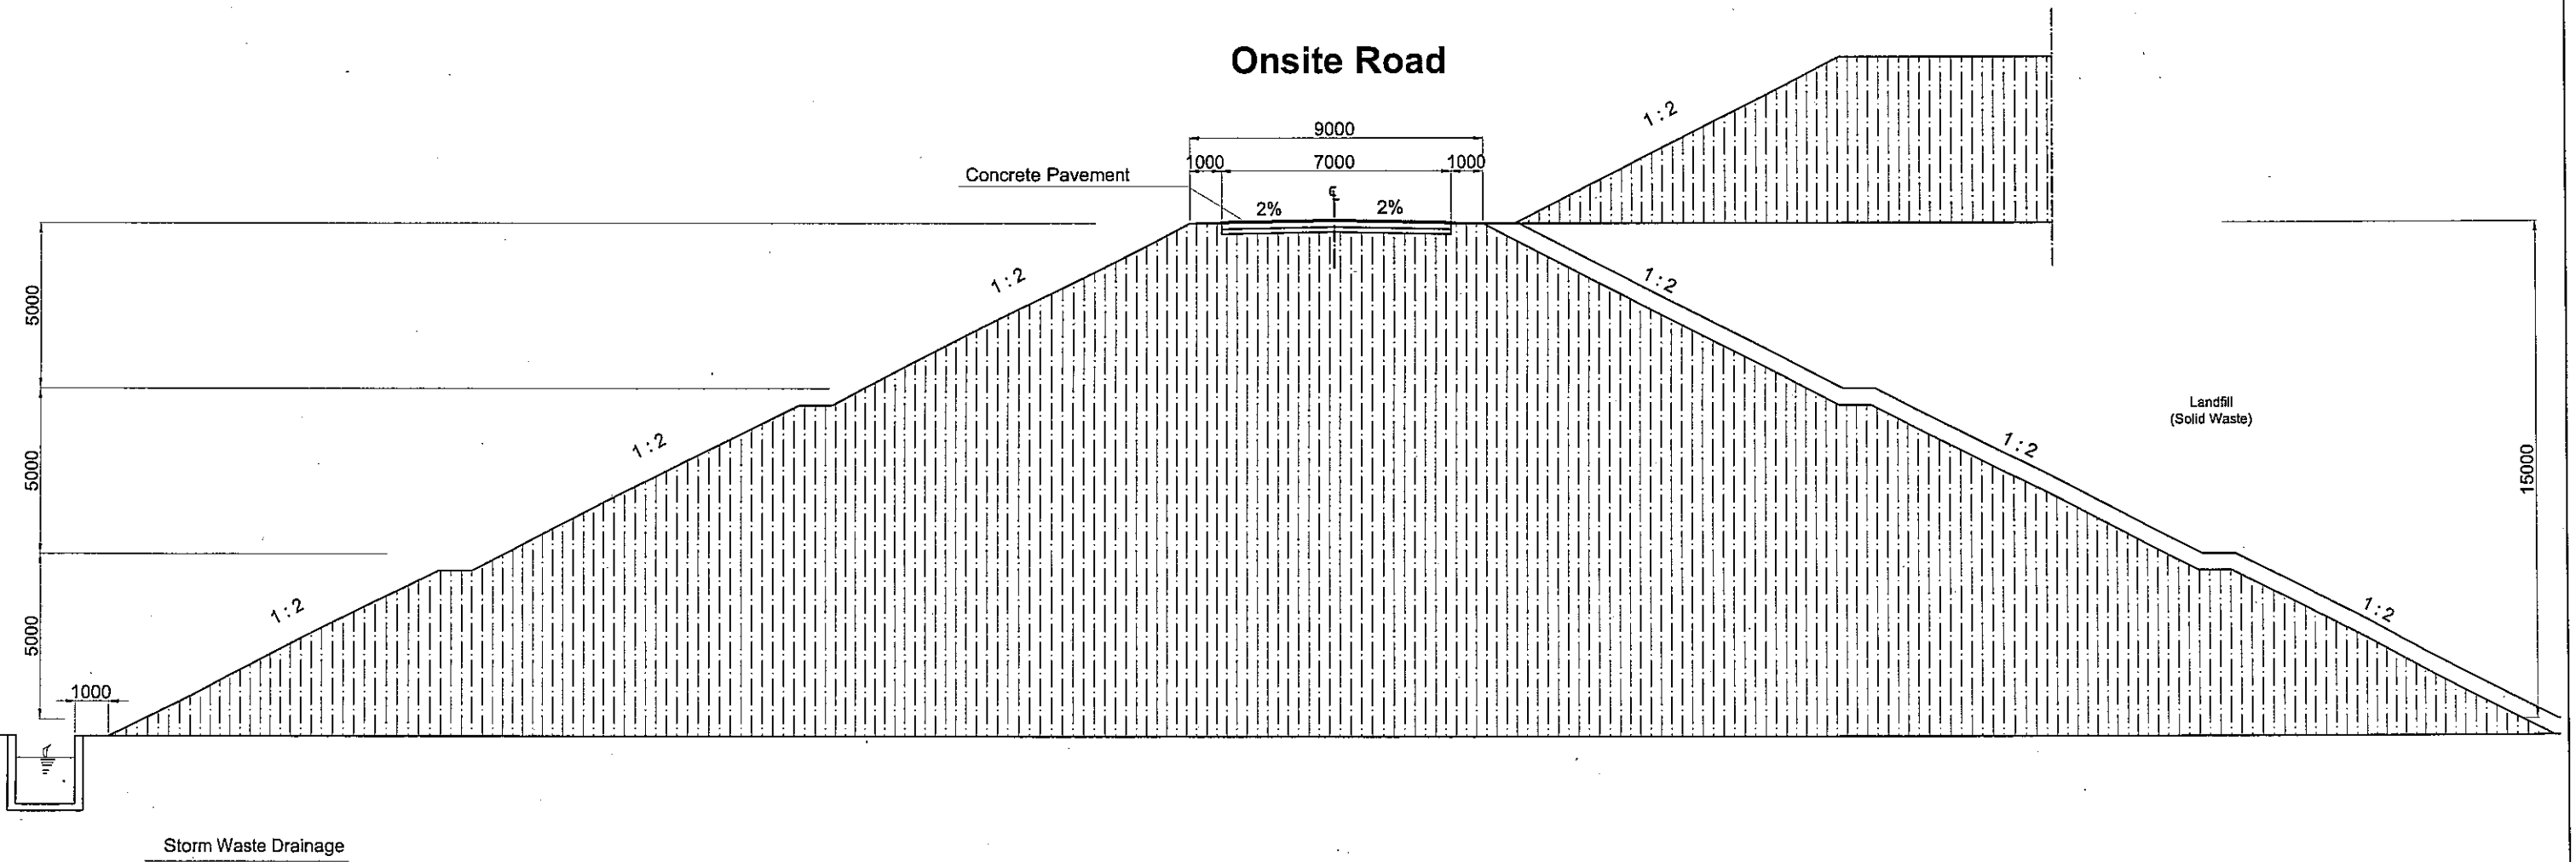 Onsite Road
1:2
9000
1000 7000 1000
Concrete Pavement
℄
2% 2%
1:2
1:2
5000
Landfill
(Solid Waste)
1:2
1:2
5000
15000
1:2
1:2
5000
1000
Storm Waste Drainage